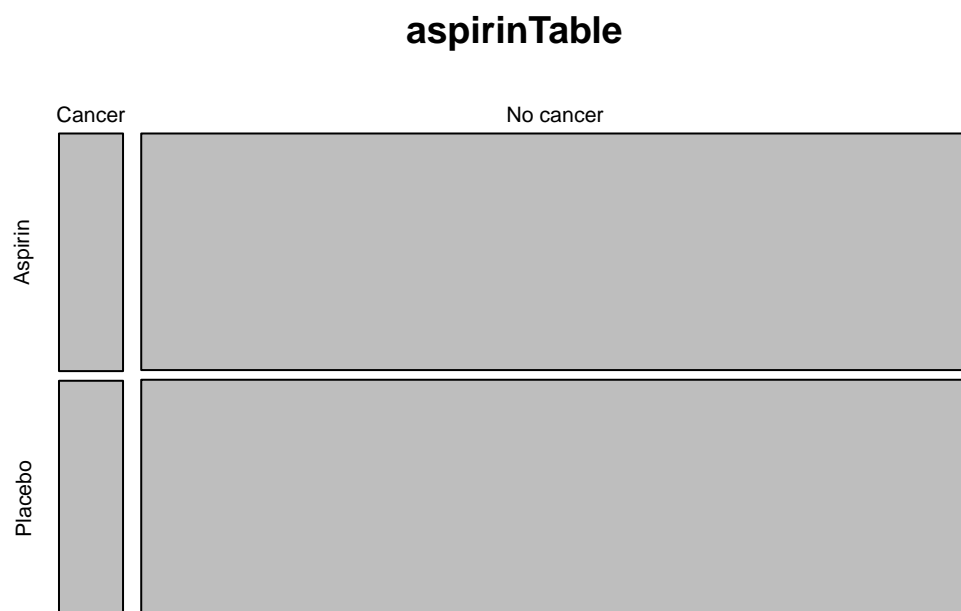 aspirinTable
Cancer
No cancer
Aspirin
Placebo